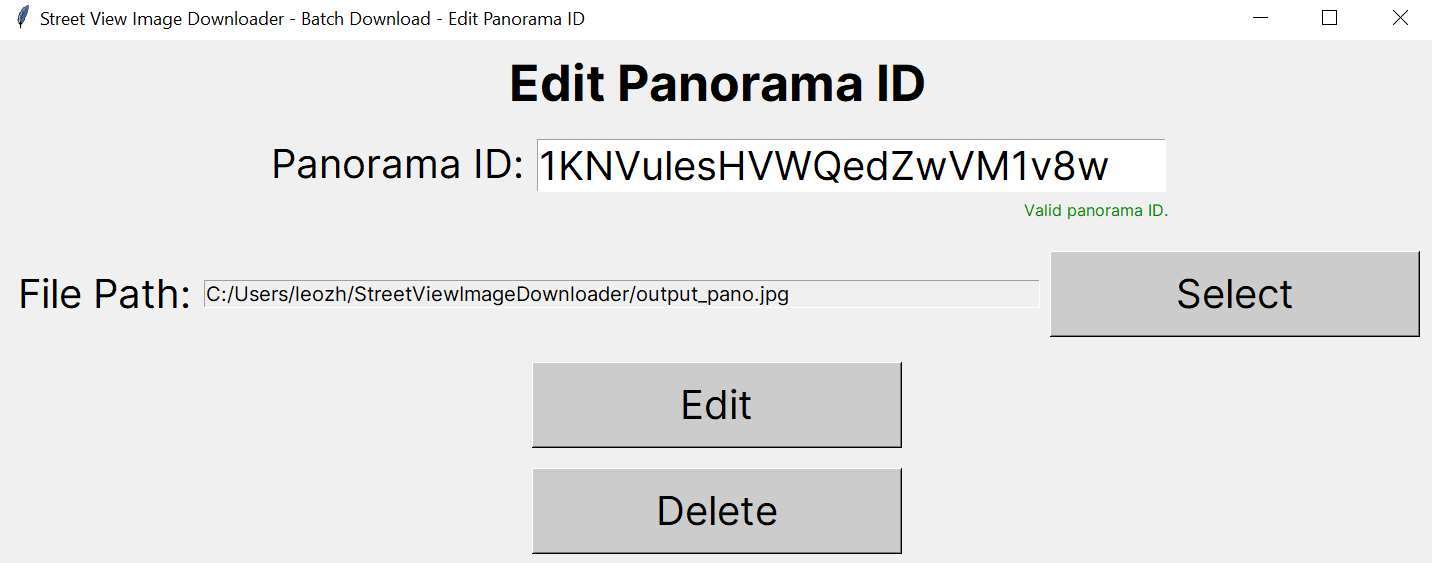 Street View Image Downloader - Batch Download - Edit Panorama ID
Edit Panorama ID
Panorama ID: 1KNVulesHVWQedZwVM1v8w
Valid panorama ID.
File Path: C:/Users/leozh/StreetViewImageDownloader/output_pano.jpg Select
Edit
Delete